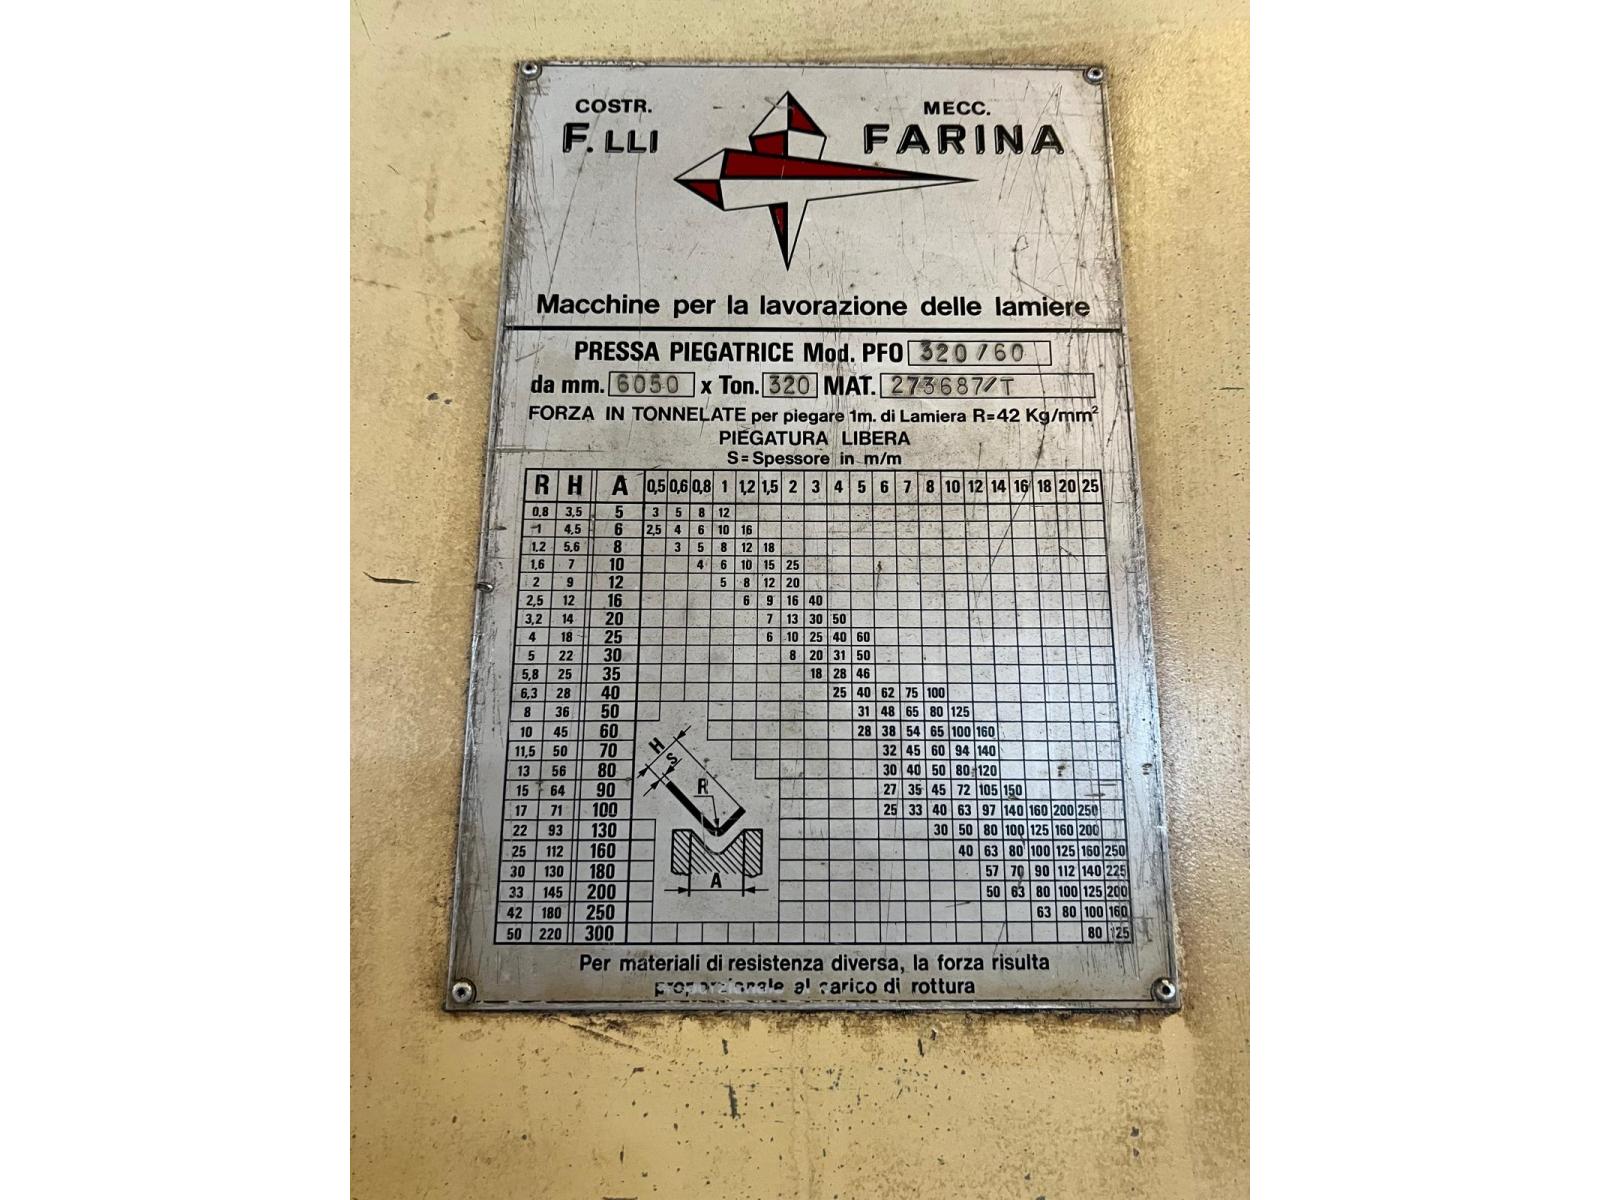 COSTR. MECC.
F.LLI FARINA
Macchine per la lavorazione delle lamiere
PRESSA PIEGATRICE Mod. PFO 320/60
da mm. 6050 x Ton. 320 MAT. 273687/T
FORZA IN TONNELATE per piegare 1m. di Lamiera R=42 Kg/mm²
PIEGATURA LIBERA
S=Spessore in m/m
R H A 0,5 0,6 0,8 1 1,2 1,5 2 3 4 5 6 7 8 10 12 14 16 18 20 25
0,8 3,5 5 3 5 8 12
1 4,5 6 2,5 4 6 10 16
1,2 5,6 8 3 5 8 12 18
1,6 7 10 4 6 10 15 25
2 9 12 5 8 12 20
2,5 12 16 6 9 16 40
3,2 14 20 7 13 30 50
4 18 25 6 10 25 40 60
5 22 30 8 20 31 50
5,8 25 35 18 28 46
6,3 28 40 25 40 62 75 100
8 36 50 31 48 65 80 125
10 45 60 28 38 54 65 100 160
11,5 50 70 32 45 60 94 140
13 56 80 30 40 50 80 120
15 64 90 27 35 45 72 105 150
17 71 100 25 33 40 63 97 140 160 200 250
22 93 130 30 50 80 100 125 160 200
25 112 160 40 63 80 100 125 160 250
30 130 180 57 70 90 112 140 225
33 145 200 50 63 80 100 125 200
42 180 250 63 80 100 160
50 220 300 80 125
H
S
R
A
Per materiali di resistenza diversa, la forza risulta
proporzionale al carico di rottura